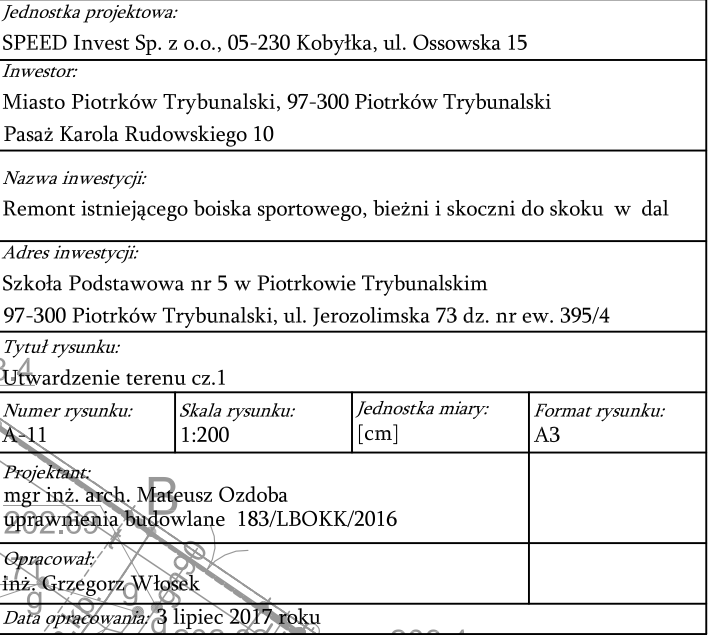 Jednostka projektowa:
SPEED Invest Sp. z o.o., 05-230 Kobyłka, ul. Ossowska 15
Inwestor:
Miasto Piotrków Trybunalski, 97-300 Piotrków Trybunalski
Pasaż Karola Rudowskiego 10
Nazwa inwestycji:
Remont istniejącego boiska sportowego, bieżni i skoczni do skoku w dal
Adres inwestycji:
Szkoła Podstawowa nr 5 w Piotrkowie Trybunalskim
97-300 Piotrków Trybunalski, ul. Jerozolimska 73 dz. nr ew. 395/4
Tytuł rysunku:
Utwardzenie terenu cz.1
Numer rysunku: Skala rysunku: Jednostka miary: Format rysunku:
A-11 1:200 [cm] A3
Projektant:
mgr inż. arch. Mateusz Ozdoba
B
uprawnienia budowlane 183/LBOKK/2016
202.69
Opracował:
inż. Grzegorz Włosek
g g
Data opracowania: 3 lipiec 2017 roku